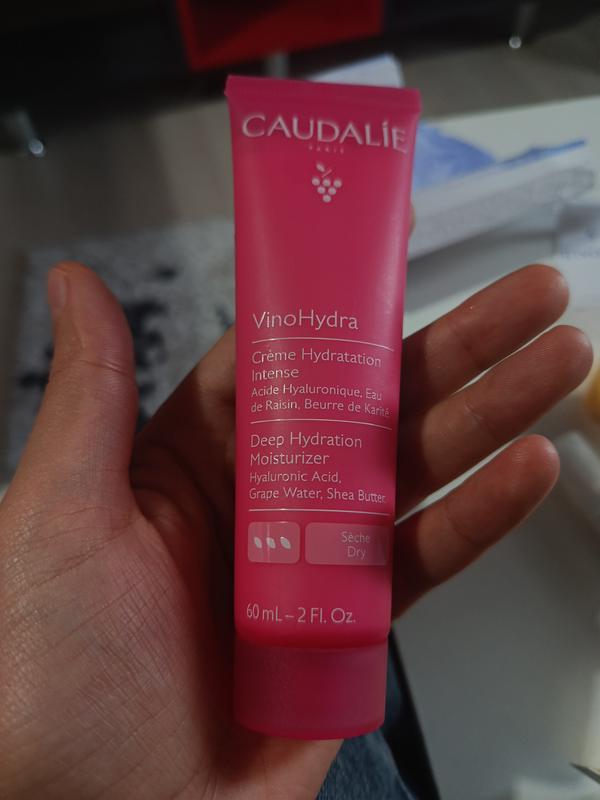 CAUDALÍE
PARIS
VinoHydra
Crème Hydratation
Intense
Acide Hyaluronique, Eau
de Raisin, Beurre de Karité
Deep Hydration
Moisturizer
Hyaluronic Acid,
Grape Water, Shea Butter
Sèche
Dry
60 mL – 2 Fl. Oz.